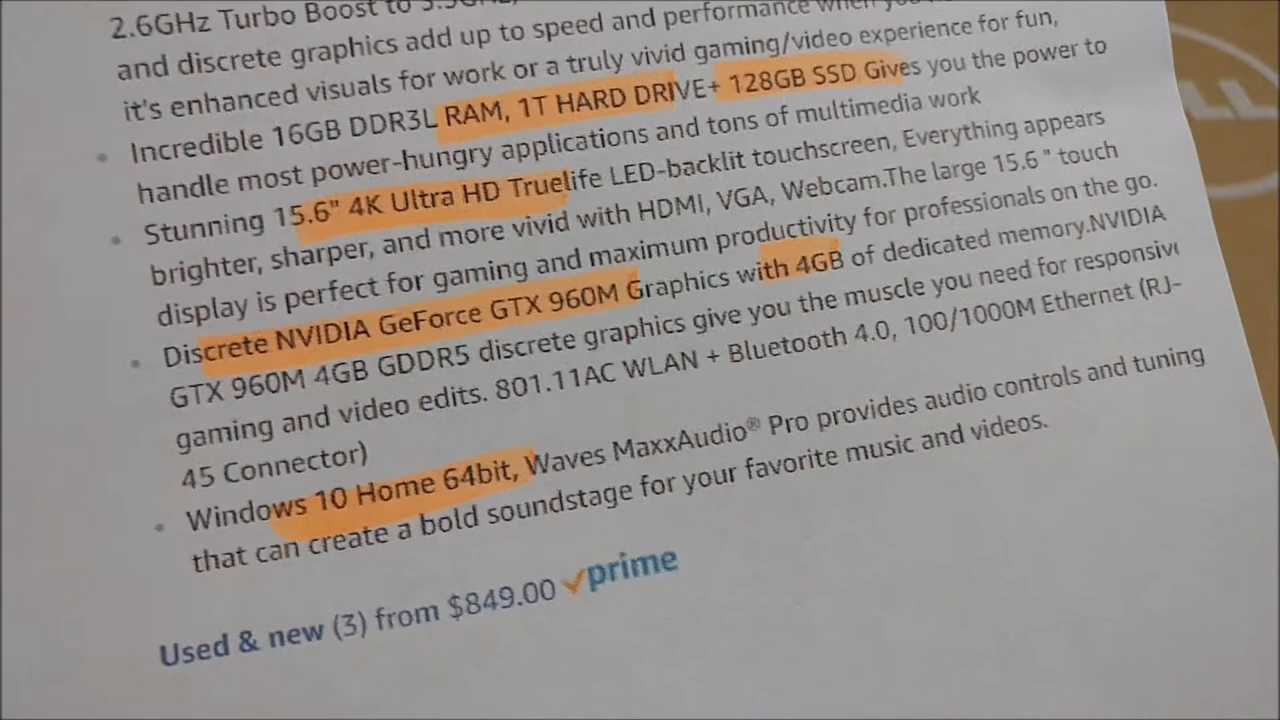 2.6GHz Turbo Boost to
and discrete graphics add up to speed and performance when you
it's enhanced visuals for work or a truly vivid gaming/video experience for fun,
• Incredible 16GB DDR3L RAM, 1T HARD DRIVE+ 128GB SSD Gives you the power to
handle most power-hungry applications and tons of multimedia work
• Stunning 15.6" 4K Ultra HD Truelife LED-backlit touchscreen, Everything appears
brighter, sharper, and more vivid with HDMI, VGA, Webcam.The large 15.6 " touch
display is perfect for gaming and maximum productivity for professionals on the go.
• Discrete NVIDIA GeForce GTX 960M Graphics with 4GB of dedicated memory.NVIDIA
GTX 960M 4GB GDDR5 discrete graphics give you the muscle you need for responsive
gaming and video edits. 801.11AC WLAN + Bluetooth 4.0, 100/1000M Ethernet (RJ-
45 Connector)
• Windows 10 Home 64bit, Waves MaxxAudio® Pro provides audio controls and tuning
that can create a bold soundstage for your favorite music and videos.
Used & new (3) from $849.00 prime